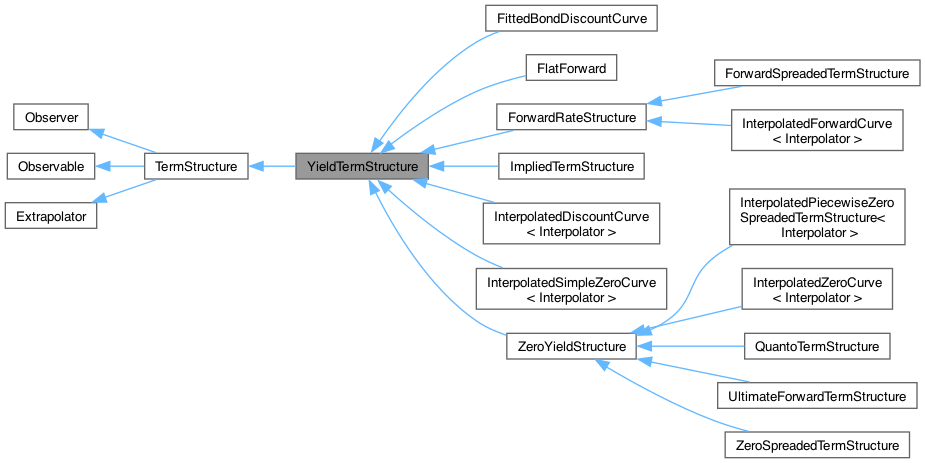 FittedBondDiscountCurve
FlatForward
ForwardSpreadedTermStructure
Observer
ForwardRateStructure
InterpolatedForwardCurve
< Interpolator >
Observable
TermStructure
YieldTermStructure
ImpliedTermStructure
Extrapolator
InterpolatedDiscountCurve
< Interpolator >
InterpolatedPiecewiseZero
SpreadedTermStructure<
Interpolator >
InterpolatedSimpleZeroCurve
< Interpolator >
InterpolatedZeroCurve
< Interpolator >
ZeroYieldStructure
QuantoTermStructure
UltimateForwardTermStructure
ZeroSpreadedTermStructure